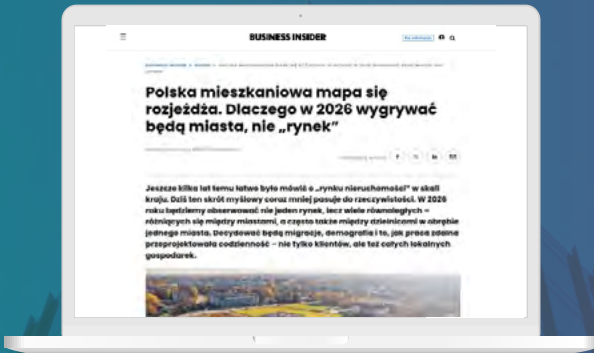 BUSINESS INSIDER
Polska mieszkaniowa mapa się
rozjeżdża. Dlaczego w 2026 wygrywać
będą miasta, nie „rynek”
Jeszcze kilka lat temu łatwo było mówić o „rynku nieruchomości” w skali
kraju. Dziś ten skrót myślowy coraz mniej pasuje do rzeczywistości. W 2026
roku będziemy obserwować nie jeden rynek, lecz wiele równoległych –
różniących się między miastami, a często także między dzielnicami w obrębie
jednego miasta. Decydować będą migracje, demografia i to, jak praca zdalna
przeprojektowała codzienność – nie tylko klientów, ale też całych lokalnych
gospodarek.